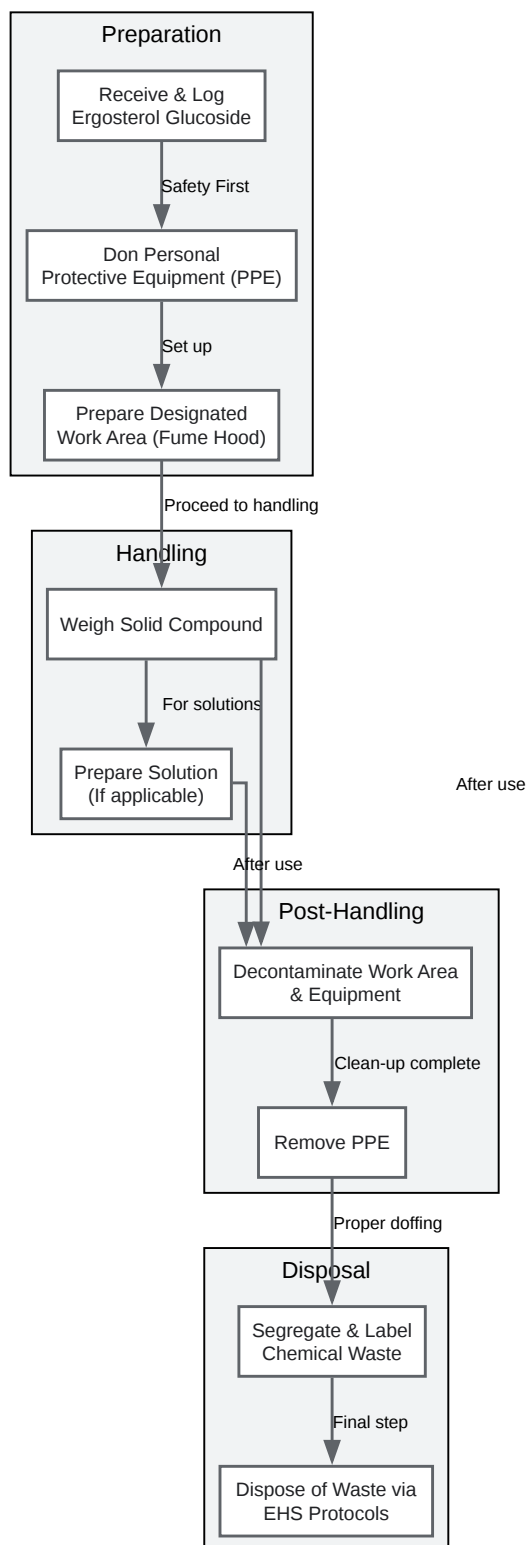 Preparation
Receive & Log
Ergosterol Glucoside
Safety First
Don Personal
Protective Equipment (PPE)
Set up
Prepare Designated
Work Area (Fume Hood)
Proceed to handling
Handling
Weigh Solid Compound
For solutions
Prepare Solution
(If applicable)
After use
After use
Post-Handling
Decontaminate Work Area
& Equipment
Clean-up complete
Remove PPE
Proper doffing
Disposal
Segregate & Label
Chemical Waste
Final step
Dispose of Waste via
EHS Protocols